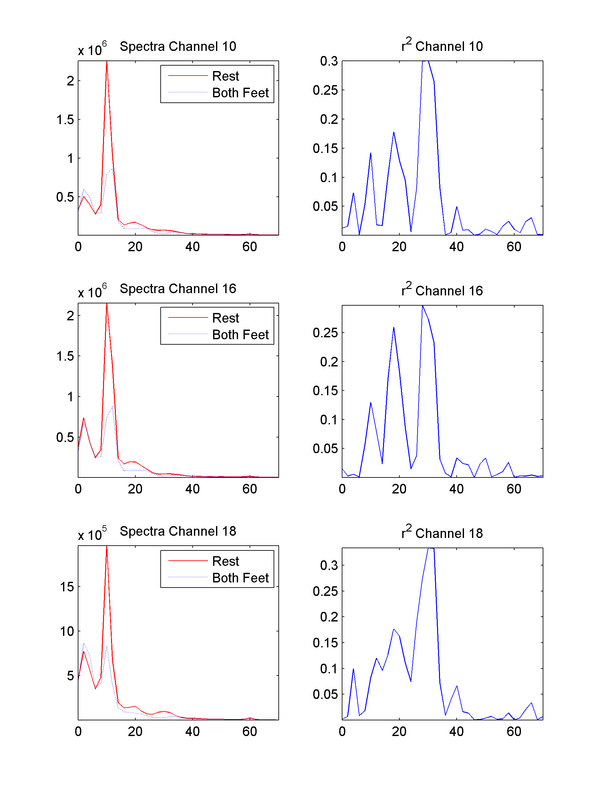 Spectra Channel 10
x 10^6
Rest
Both Feet
2
1.5
1
0.5
0 20 40 60
r^2 Channel 10
0.3
0.25
0.2
0.15
0.1
0.05
0 20 40 60
Spectra Channel 16
x 10^6
Rest
Both Feet
2
1.5
1
0.5
0 20 40 60
r^2 Channel 16
0.25
0.2
0.15
0.1
0.05
0 20 40 60
Spectra Channel 18
x 10^5
Rest
Both Feet
15
10
5
0 20 40 60
r^2 Channel 18
0.3
0.25
0.2
0.15
0.1
0.05
0 20 40 60